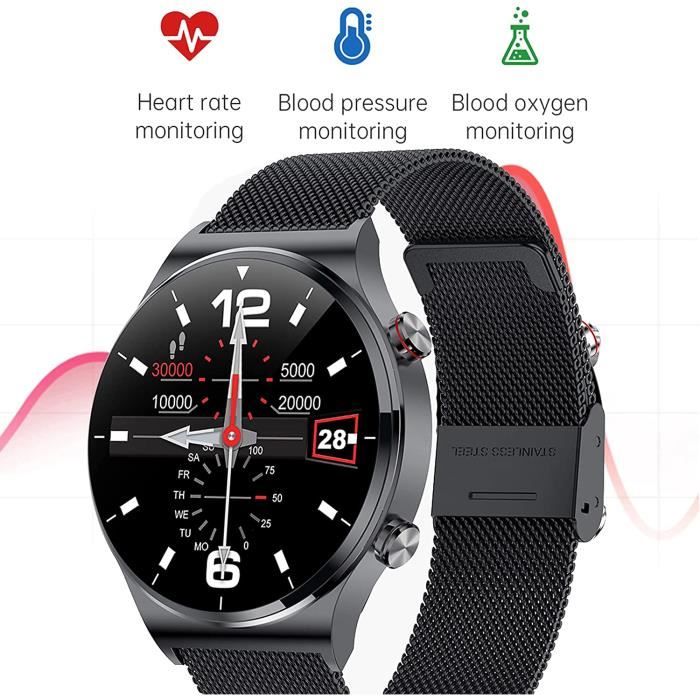 Heart rate
monitoring
Blood pressure
monitoring
Blood oxygen
monitoring
12
30000
5000
10000
20000
28
SU
SA
FR
TH
WE
TU
MO
100
75
50
25
0
6
STAINLESS STEEL